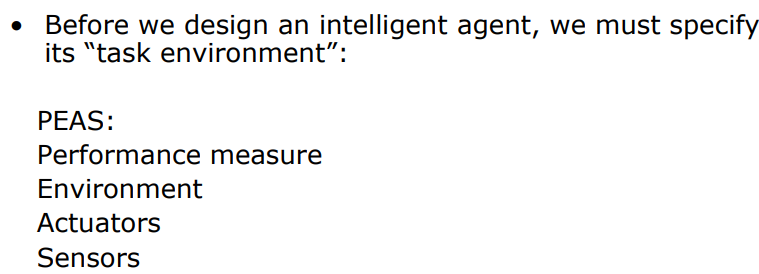 • Before we design an intelligent agent, we must specify
its “task environment”:
PEAS:
Performance measure
Environment
Actuators
Sensors